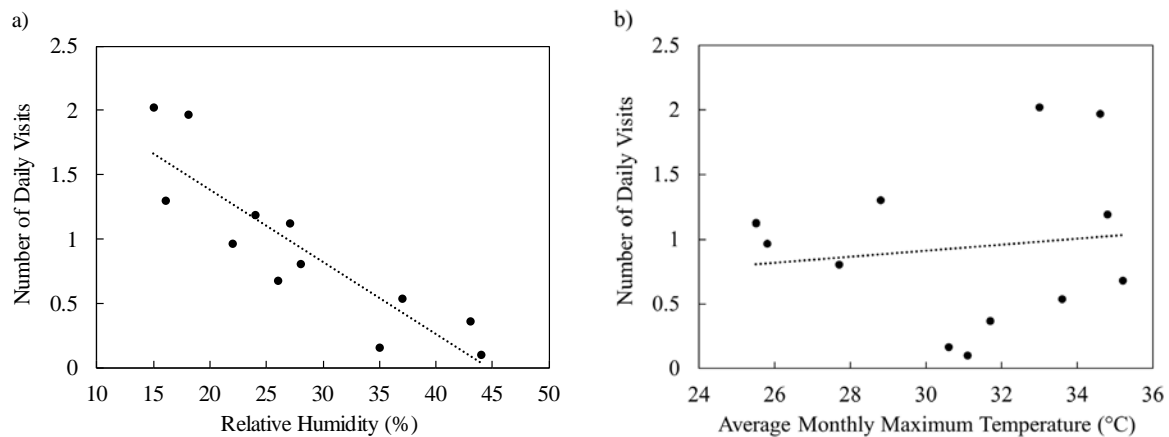 a)
Number of Daily Visits
2.5
2
1.5
1
0.5
0
10 15 20 25 30 35 40 45 50
Relative Humidity (%)
b)
Number of Daily Visits
2.5
2
1.5
1
0.5
0
24 26 28 30 32 34 36
Average Monthly Maximum Temperature (°C)